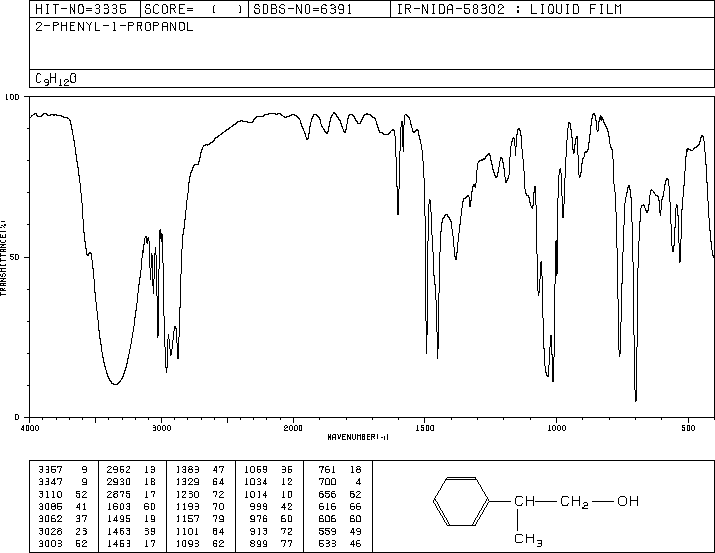 HIT-NO=3335 SCORE= ( ) SDBS-NO=6391 IR-NIDA-58302 : LIQUID FILM
2-PHENYL-1-PROPANOL
C9H12O
100
TRANSMITTANCE(%)
50
0
4000 3000 2000 1500 1000 500
WAVENUMBER(-1)
3367 9 2962 13 1383 47 1069 36 761 18
3347 9 2930 18 1329 64 1034 12 700 4
3110 52 2875 17 1230 72 1014 10 656 62
3085 41 1603 60 1193 70 999 42 616 66
3062 37 1495 19 1157 79 976 60 606 60
3028 23 1463 39 1101 84 913 72 559 49
3003 52 1453 17 1093 62 899 77 533 46
CH CH2 OH
CH3